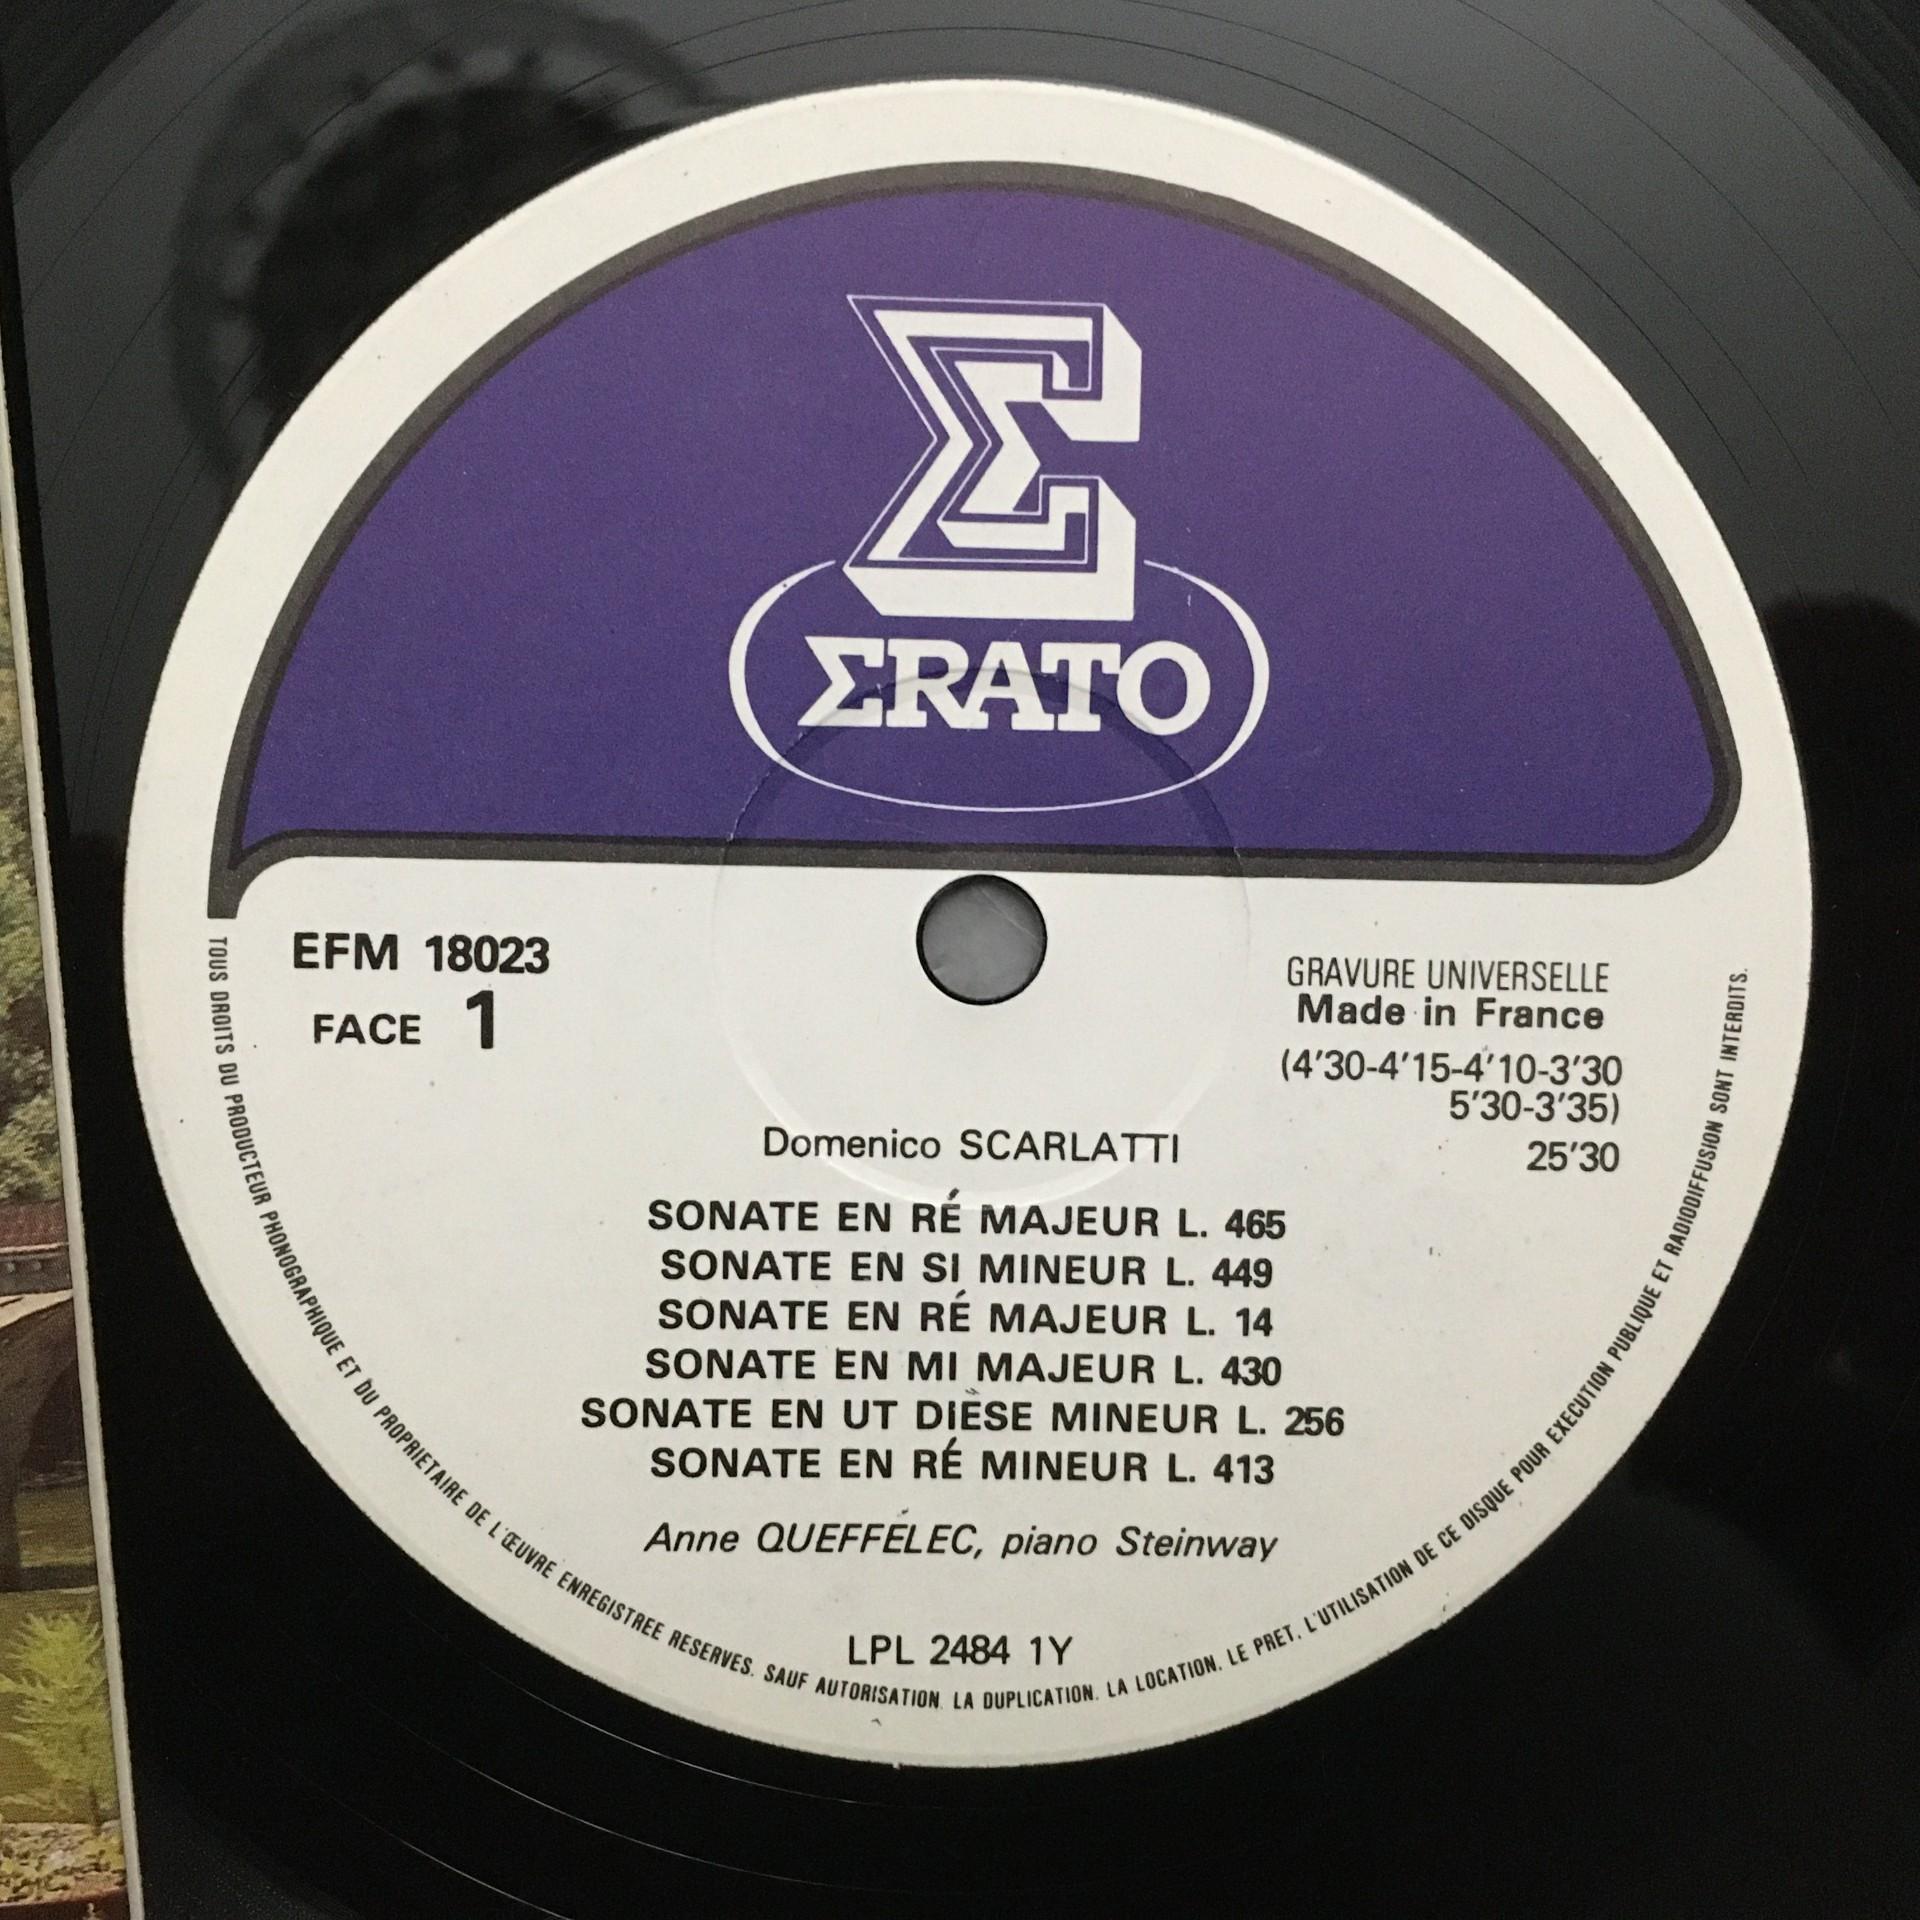 Σ
ΣRATO
EFM 18023
FACE 1
GRAVURE UNIVERSELLE
Made in France
(4'30-4'15-4'10-3'30
5'30-3'35)
25'30
Domenico SCARLATTI
SONATE EN RÉ MAJEUR L. 465
SONATE EN SI MINEUR L. 449
SONATE EN RÉ MAJEUR L. 14
SONATE EN MI MAJEUR L. 430
SONATE EN UT DIÈSE MINEUR L. 256
SONATE EN RÉ MINEUR L. 413
Anne QUEFFÉLEC, piano Steinway
LPL 2484 1Y
TOUS DROITS DU PRODUCTEUR PHONOGRAPHIQUE ET DU PROPRIETAIRE DE L'ŒUVRE ENREGISTREE RESERVES. SAUF AUTORISATION. LA DUPLICATION. LA LOCATION. LE PRET. L'UTILISATION DE CE DISQUE POUR EXECUTION PUBLIQUE ET RADIODIFFUSION SONT INTERDITS.